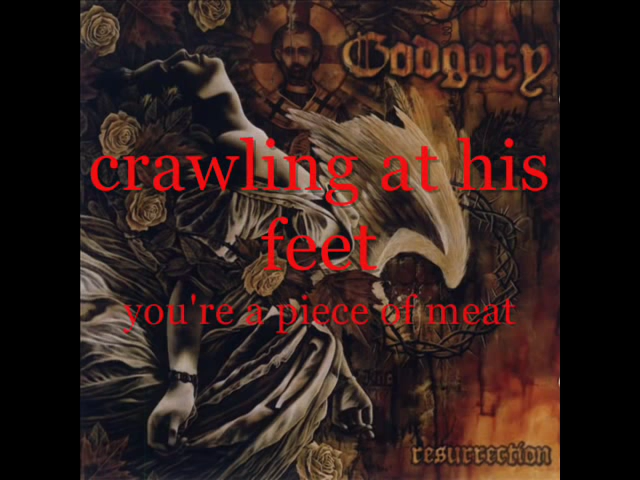 Godgory
crawling at his
feet
you're a piece of meat
resurrection